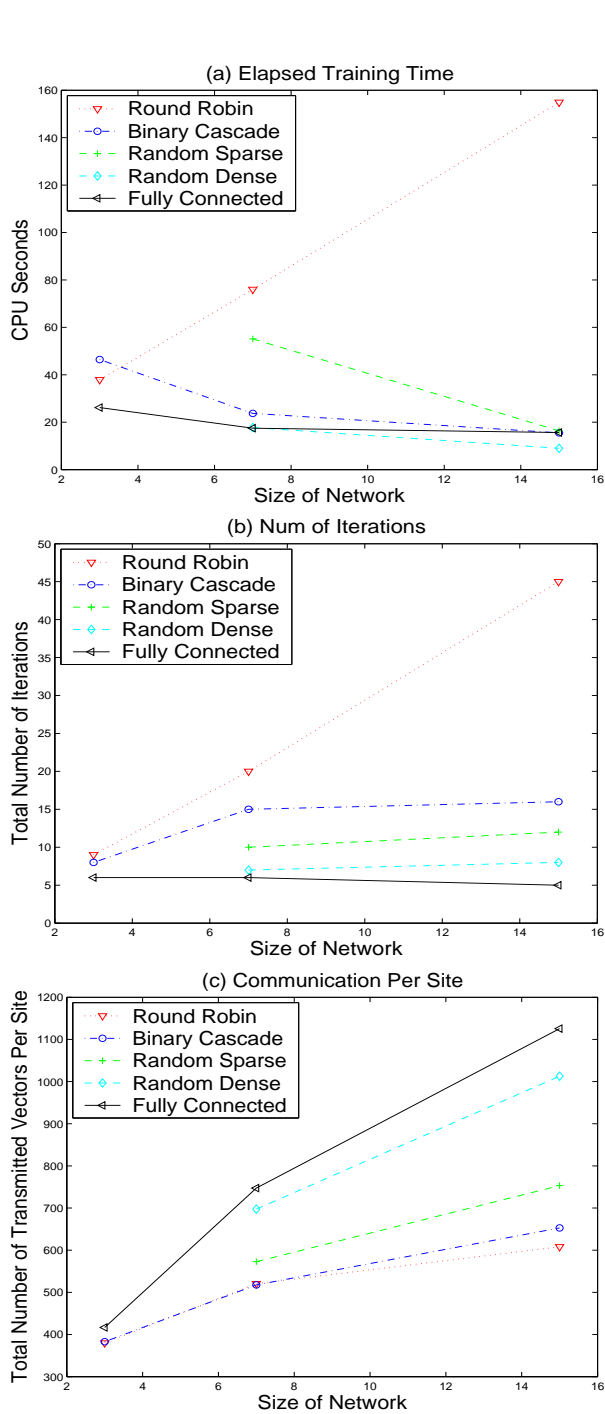 (a) Elapsed Training Time
160
140
120
100
80
60
40
20
0
CPU Seconds
Round Robin
Binary Cascade
Random Sparse
Random Dense
Fully Connected
2 4 6 8 10 12 14 16
Size of Network
(b) Num of Iterations
50
45
40
35
30
25
20
15
10
5
0
Total Number of Iterations
Round Robin
Binary Cascade
Random Sparse
Random Dense
Fully Connected
2 4 6 8 10 12 14 16
Size of Network
(c) Communication Per Site
1200
1100
1000
900
800
700
600
500
400
300
Total Number of Transmitted Vectors Per Site
Round Robin
Binary Cascade
Random Sparse
Random Dense
Fully Connected
2 4 6 8 10 12 14 16
Size of Network